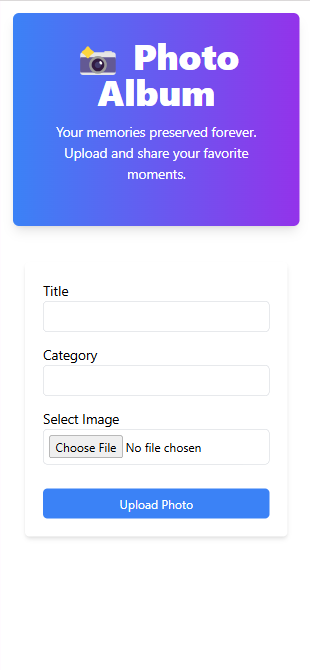 📸 Photo
Album
Your memories preserved forever.
Upload and share your favorite
moments.
Title
Category
Select Image
Choose File No file chosen
Upload Photo